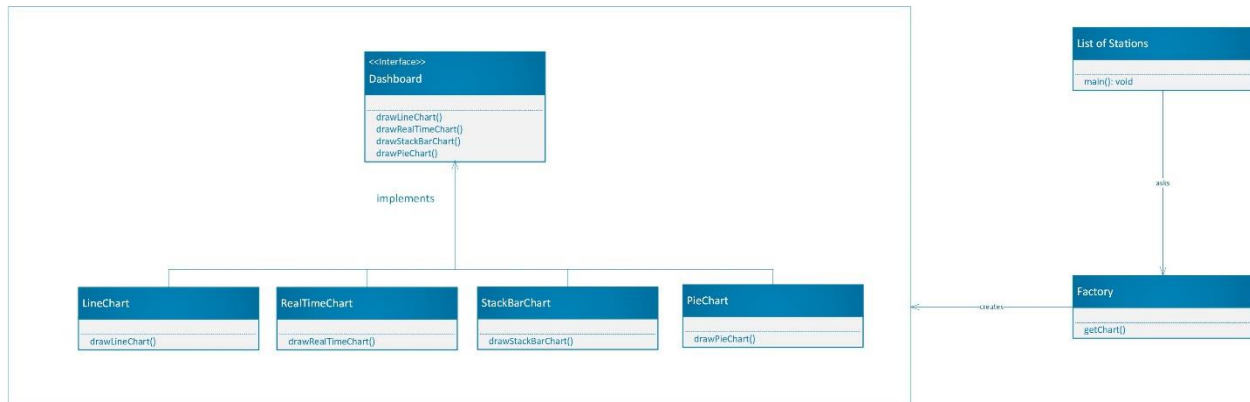 <<Interface>>
Dashboard
drawLineChart()
drawRealTimeChart()
drawStackBarChart()
drawPieChart()
implements
LineChart
drawLineChart()
RealTimeChart
drawRealTimeChart()
StackBarChart
drawStackBarChart()
PieChart
drawPieChart()
List of Stations
main(): void
asks
Factory
getChart()
creates